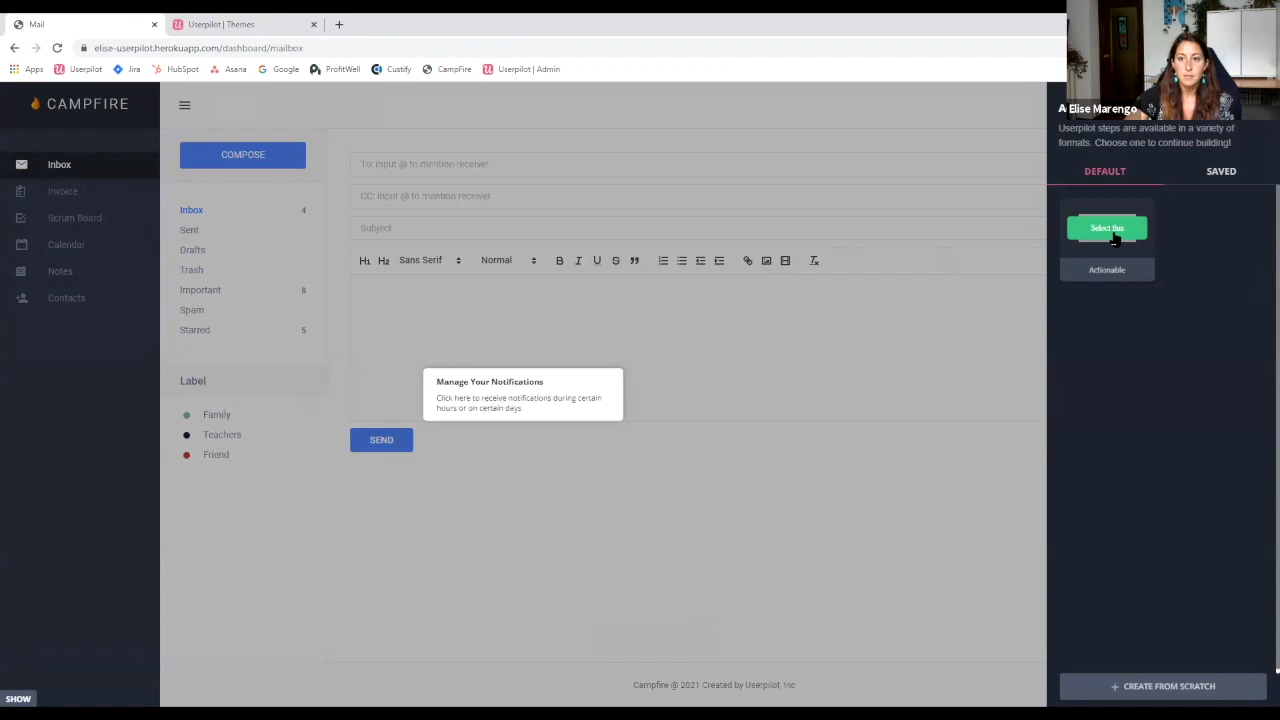 Mail
Userpilot | Themes
elise-userpilot.herokuapp.com/dashboard/mailbox
Apps
Userpilot
Jira
HubSpot
Asana
Google
ProfitWell
Custify
CampFire
Userpilot | Admin
CAMPFIRE
Inbox
Invoice
Scrum Board
Calendar
Notes
Contacts
COMPOSE
Inbox 4
Sent
Drafts
Trash
Important 8
Spam
Starred 5
Label
Family
Teachers
Friend
To: input @ to mention receiver
CC: input @ to mention receiver
Subject
H1 H2 Sans Serif Normal B I U S
Manage Your Notifications
Click here to receive notifications during certain
hours or on certain days
SEND
Campfire @ 2021 Created by Userpilot, Inc
SHOW
Elise Marengo
Userpilot steps are available in a variety of
formats. Choose one to continue building!
DEFAULT
SAVED
Select this
Actionable
+ CREATE FROM SCRATCH